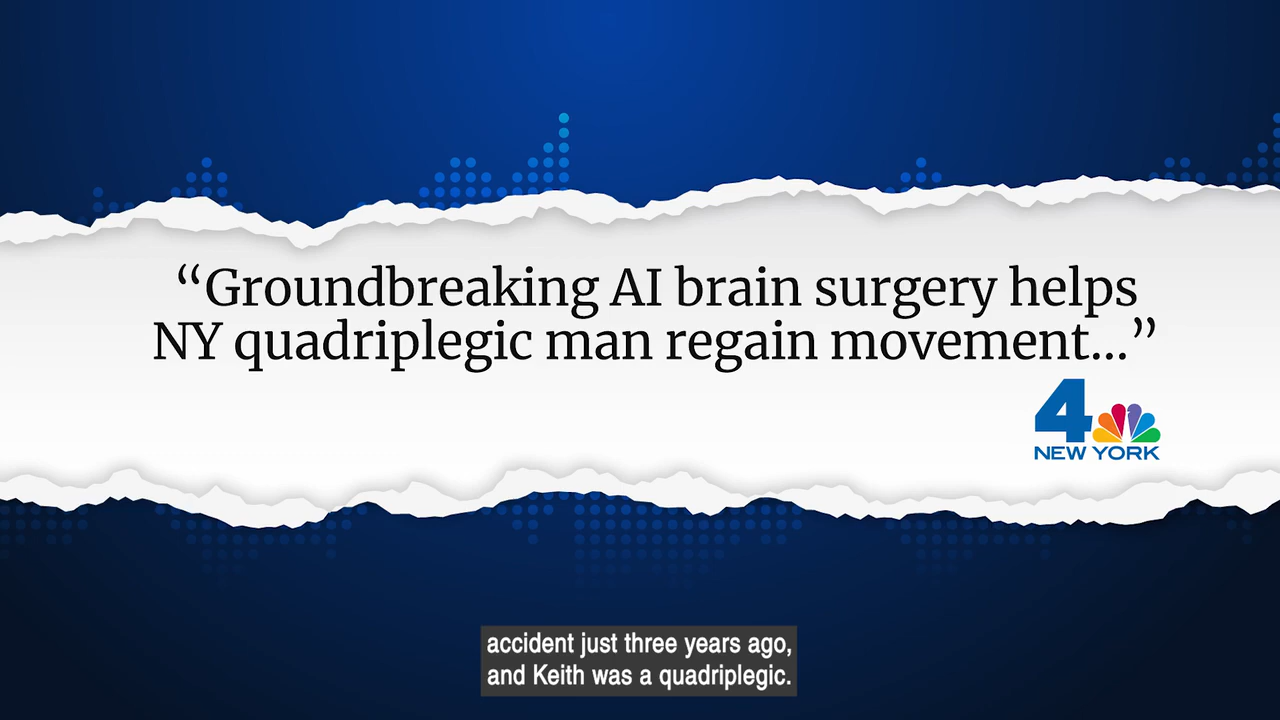 “Groundbreaking AI brain surgery helps
NY quadriplegic man regain movement...”
4
NEW YORK
accident just three years ago,
and Keith was a quadriplegic.